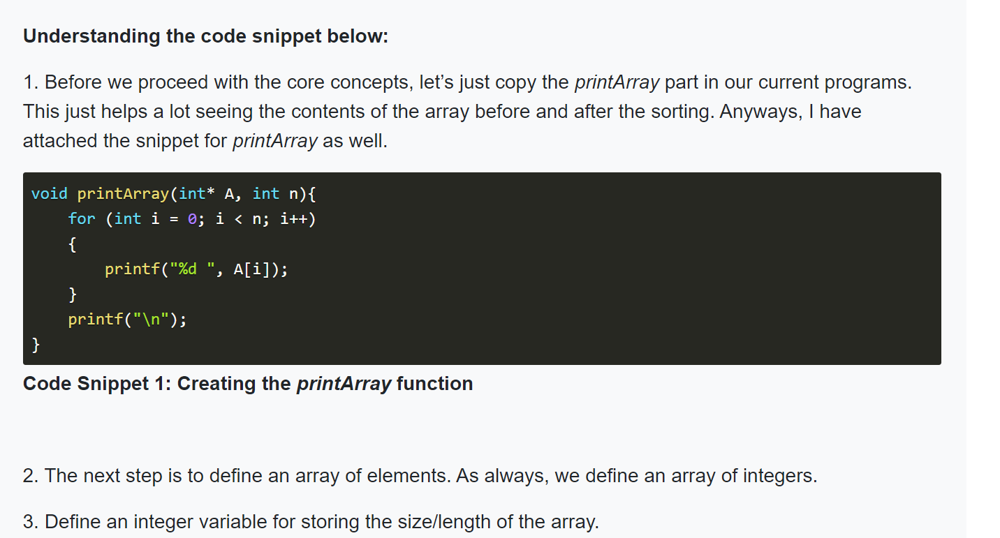 Understanding the code snippet below:
1. Before we proceed with the core concepts, let’s just copy the printArray part in our current programs.
This just helps a lot seeing the contents of the array before and after the sorting. Anyways, I have
attached the snippet for printArray as well.
void printArray(int* A, int n){
    for (int i = 0; i < n; i++)
    {
        printf("%d ", A[i]);
    }
    printf("\n");
}
Code Snippet 1: Creating the printArray function
2. The next step is to define an array of elements. As always, we define an array of integers.
3. Define an integer variable for storing the size/length of the array.